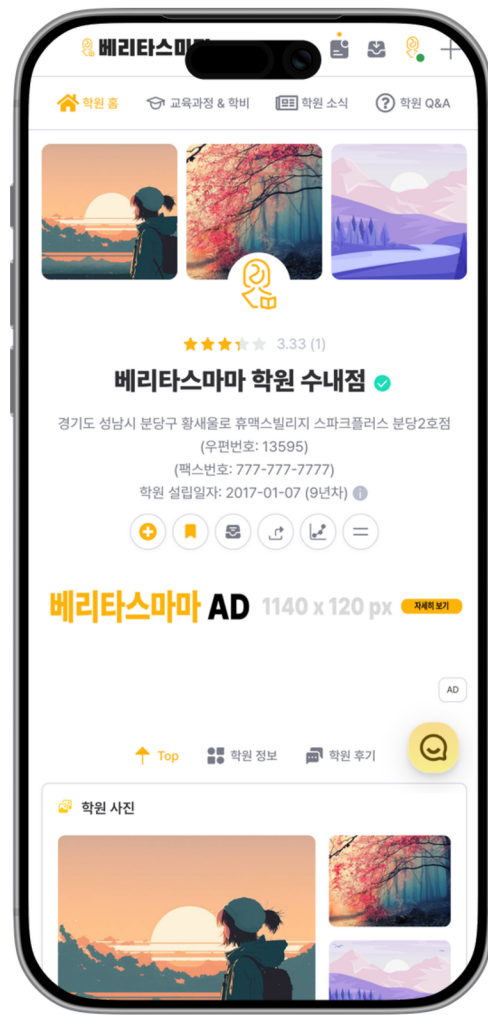 베리타스마마
학원 홈
교육과정 & 학비
학원 소식
학원 Q&A
3.33 (1)
베리타스마마 학원 수내점
경기도 성남시 분당구 황새울로 휴맥스빌리지 스파크플러스 분당2호점
(우편번호: 13595)
(팩스번호: 777-777-7777)
학원 설립일자: 2017-01-07 (9년차)
베리타스마마 AD 1140 x 120 px 자세히 보기
AD
Top
학원 정보
학원 후기
학원 사진